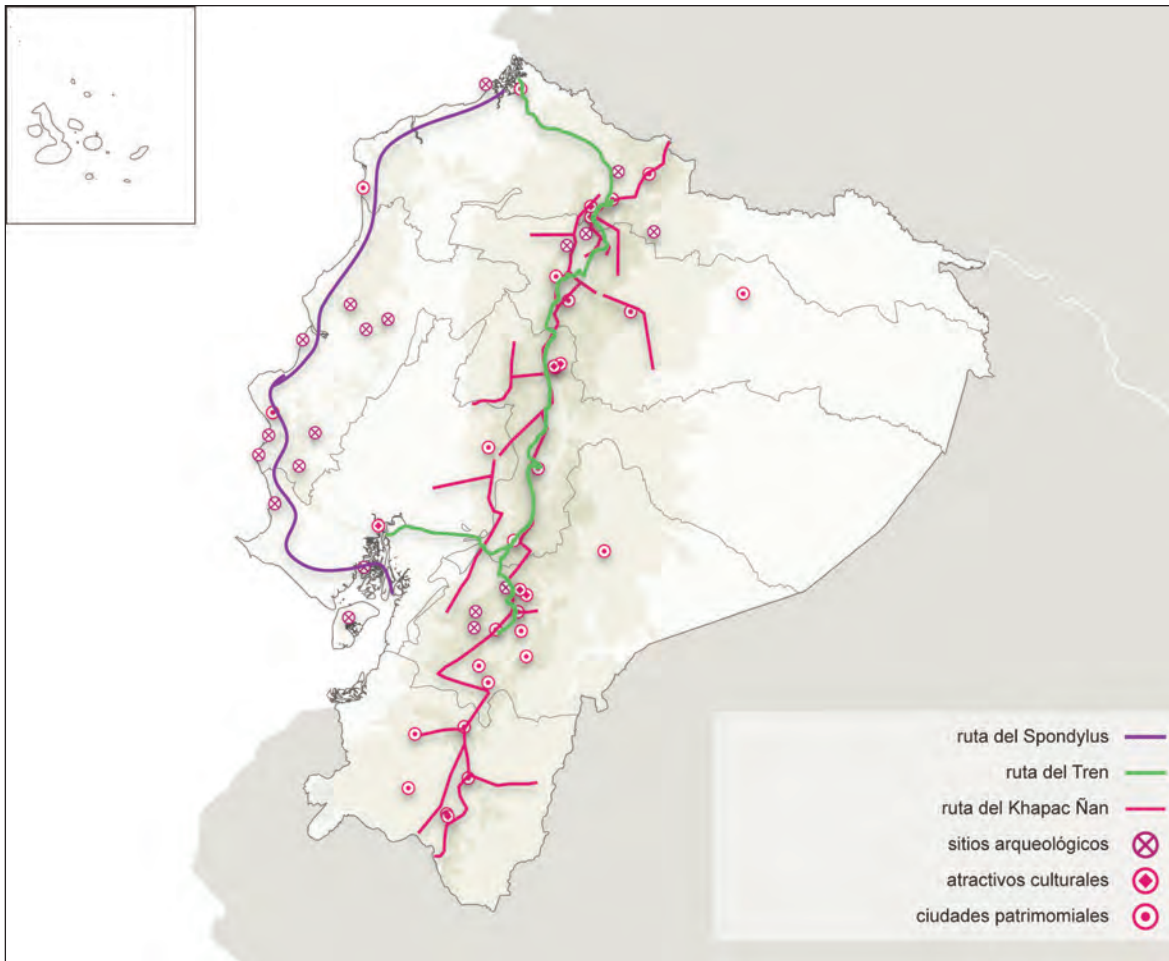 ruta del Spondylus
ruta del Tren
ruta del Khapac Ñan
sitios arqueológicos
atractivos culturales
ciudades patrimomiales